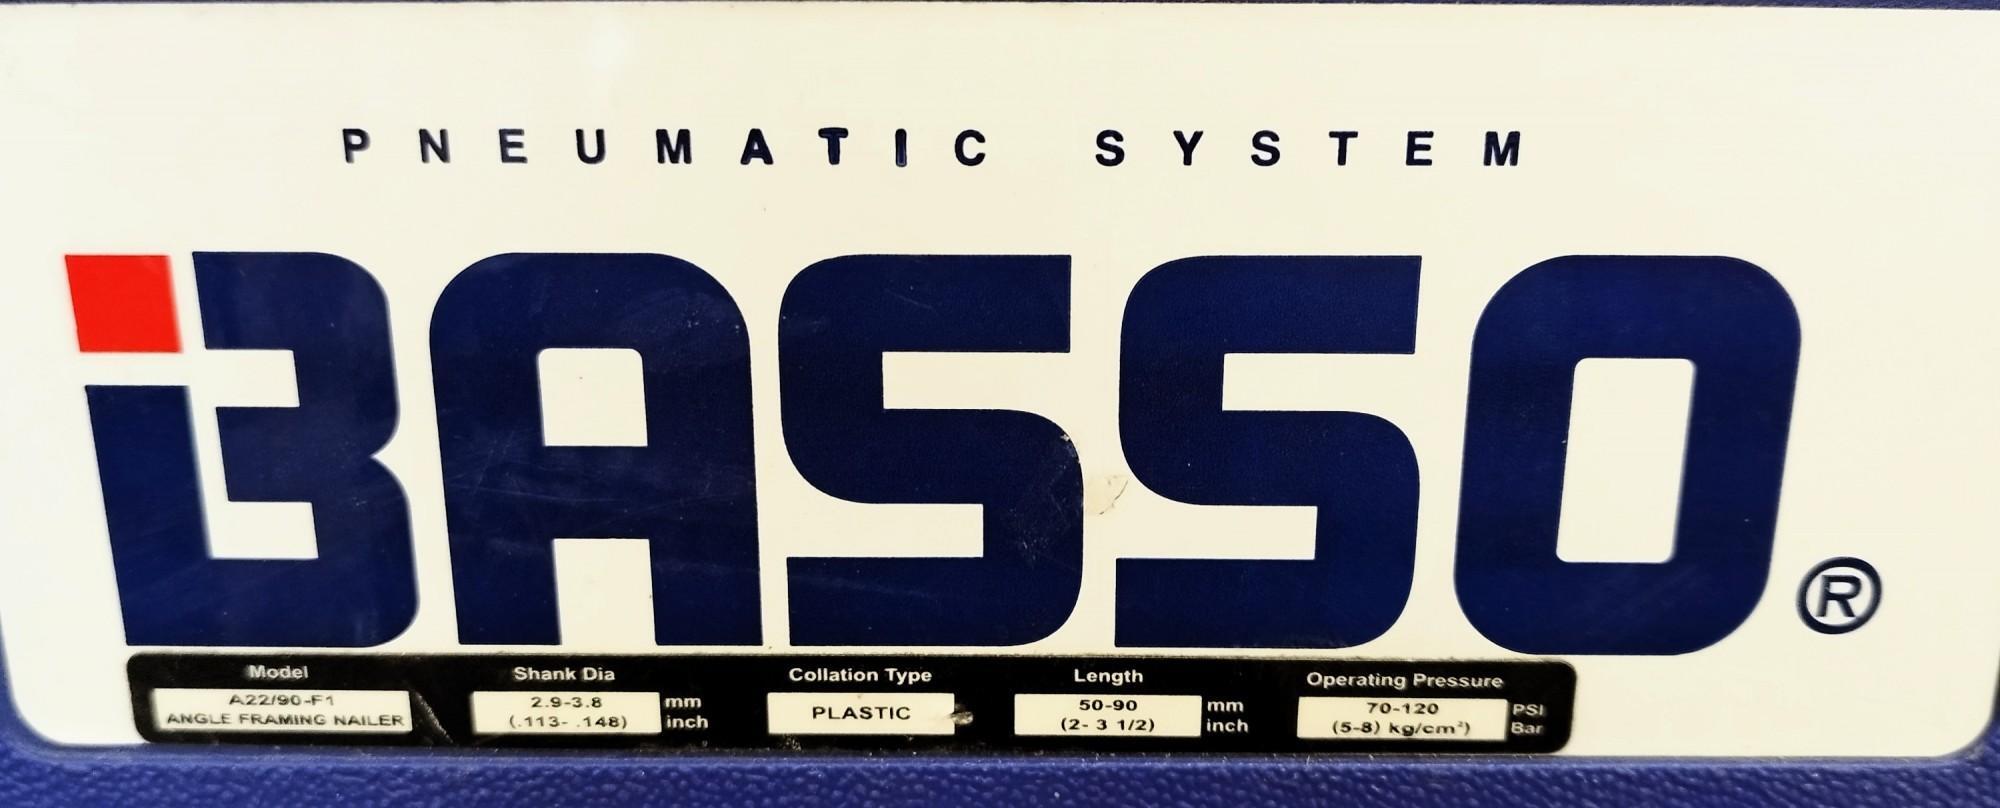 PNEUMATIC SYSTEM
BASSO®
Model Shank Dia Collation Type Length Operating Pressure
A22/90-F1 2.9-3.8 mm PLASTIC 50-90 mm 70-120 PSI
ANGLE FRAMING NAILER (.113- .148) inch (2- 3 1/2) inch (5-8) kg/cm²) Bar